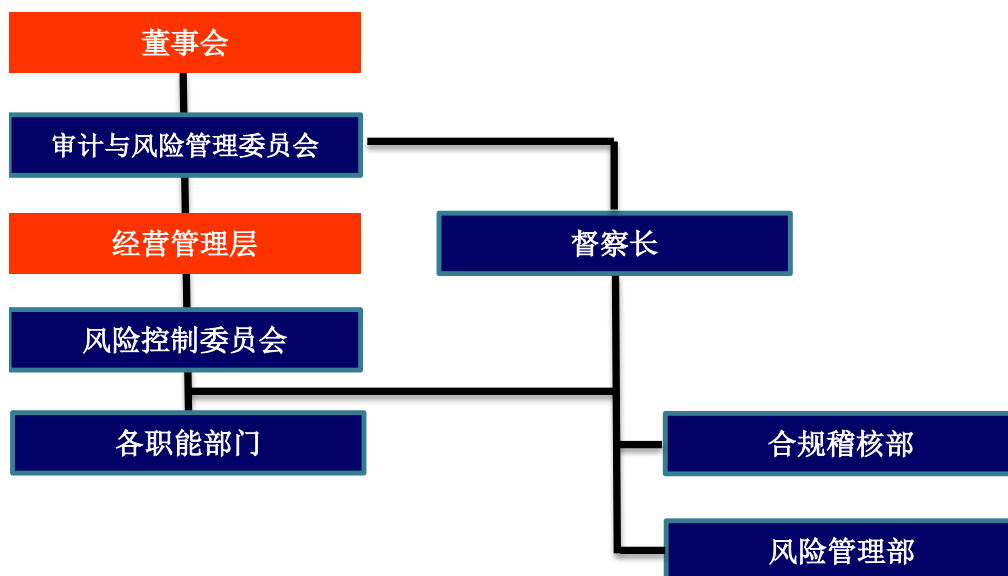 董事会
审计与风险管理委员会
经营管理层
督察长
风险控制委员会
各职能部门
合规稽核部
风险管理部